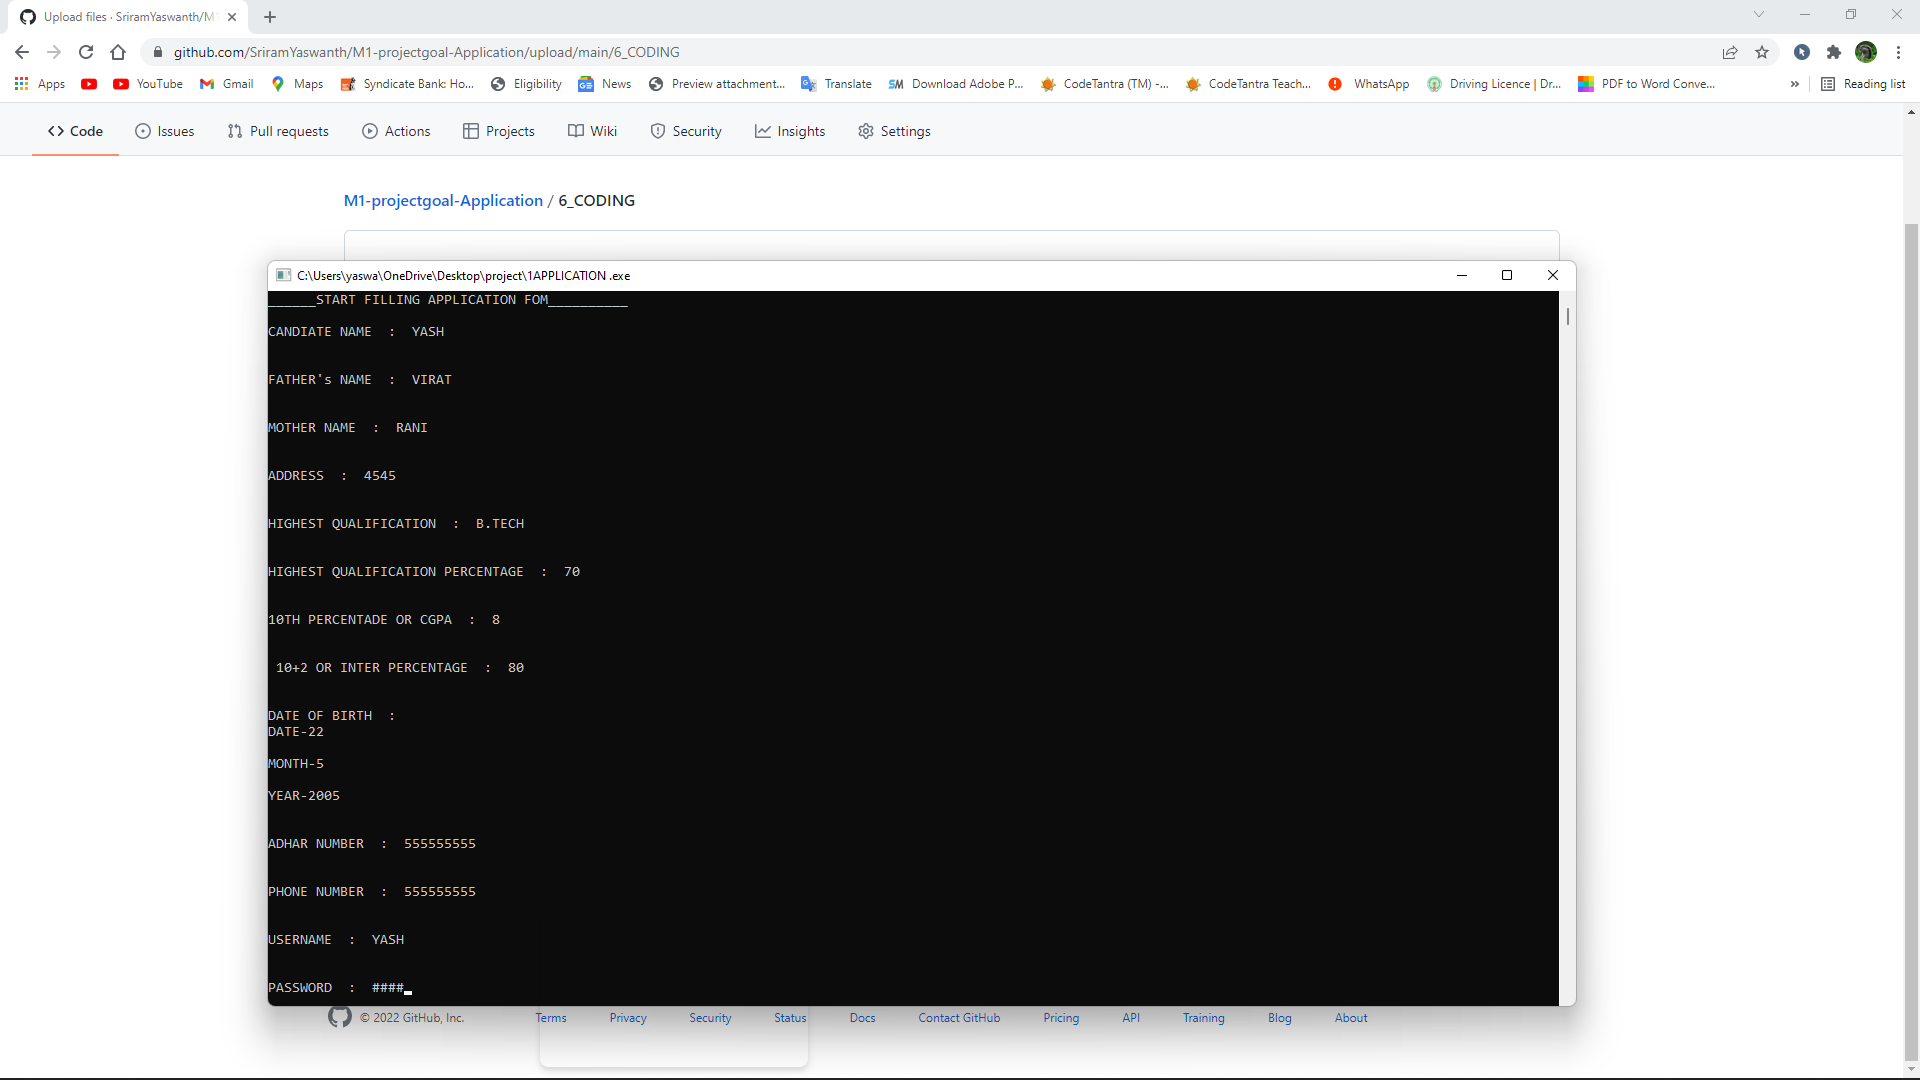 Upload files · SriramYaswanth/M1
github.com/SriramYaswanth/M1-projectgoal-Application/upload/main/6_CODING
Apps YouTube Gmail Maps Syndicate Bank: Ho... Eligibility News Preview attachment... Translate SM Download Adobe P... CodeTantra (TM) -... CodeTantra Teach... WhatsApp Driving Licence | Dr... PDF to Word Conve... » Reading list
<> Code Issues Pull requests Actions Projects Wiki Security Insights Settings
M1-projectgoal-Application / 6_CODING
C:\Users\yaswa\OneDrive\Desktop\project\1APPLICATION .exe
______START FILLING APPLICATION FOM__________
CANDIATE NAME  :  YASH
FATHER's NAME  :  VIRAT
MOTHER NAME  :  RANI
ADDRESS  :  4545
HIGHEST QUALIFICATION  :  B.TECH
HIGHEST QUALIFICATION PERCENTAGE  :  70
10TH PERCENTADE OR CGPA  :  8
10+2 OR INTER PERCENTAGE  :  80
DATE OF BIRTH  :
DATE-22
MONTH-5
YEAR-2005
ADHAR NUMBER  :  555555555
PHONE NUMBER  :  555555555
USERNAME  :  YASH
PASSWORD  :  ####_
© 2022 GitHub, Inc. Terms Privacy Security Status Docs Contact GitHub Pricing API Training Blog About